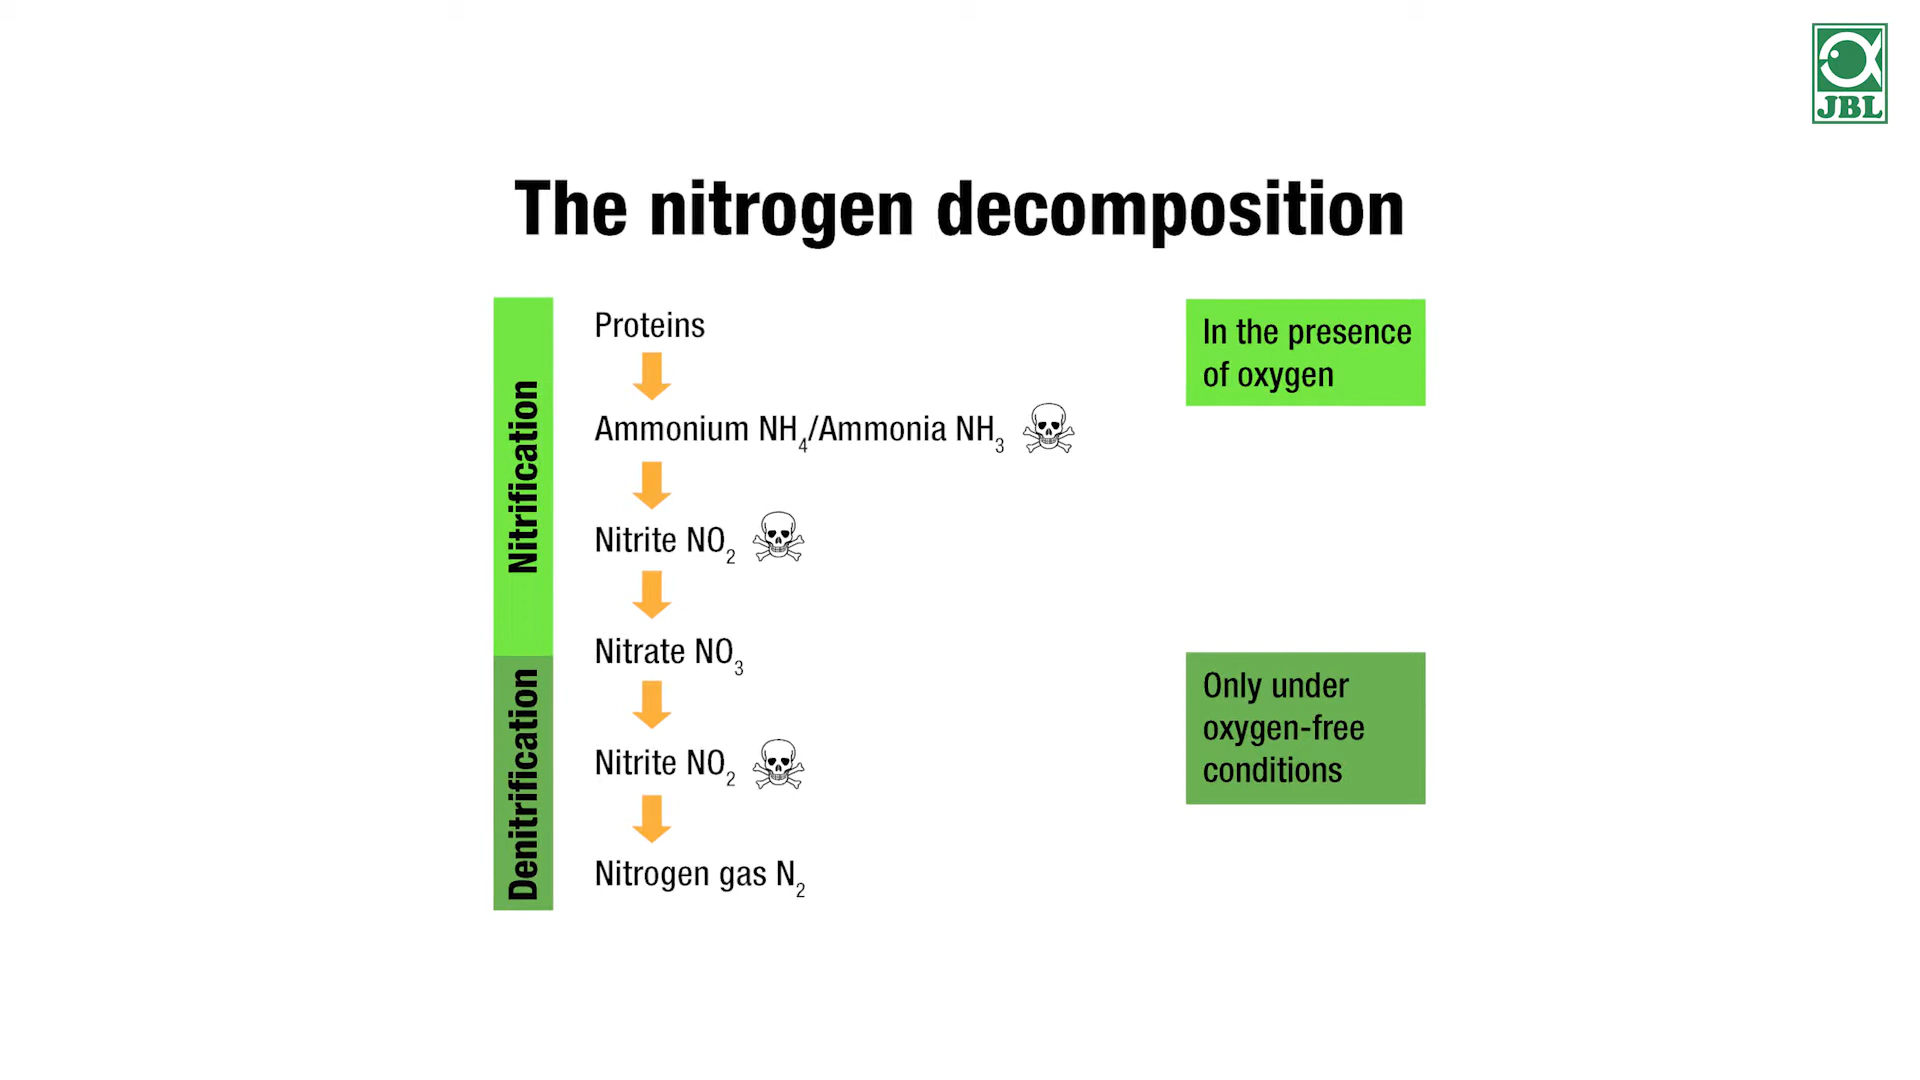 JBL
The nitrogen decomposition
Nitrification
Denitrification
Proteins
Ammonium NH₄/Ammonia NH₃
Nitrite NO₂
Nitrate NO₃
Nitrite NO₂
Nitrogen gas N₂
In the presence
of oxygen
Only under
oxygen-free
conditions